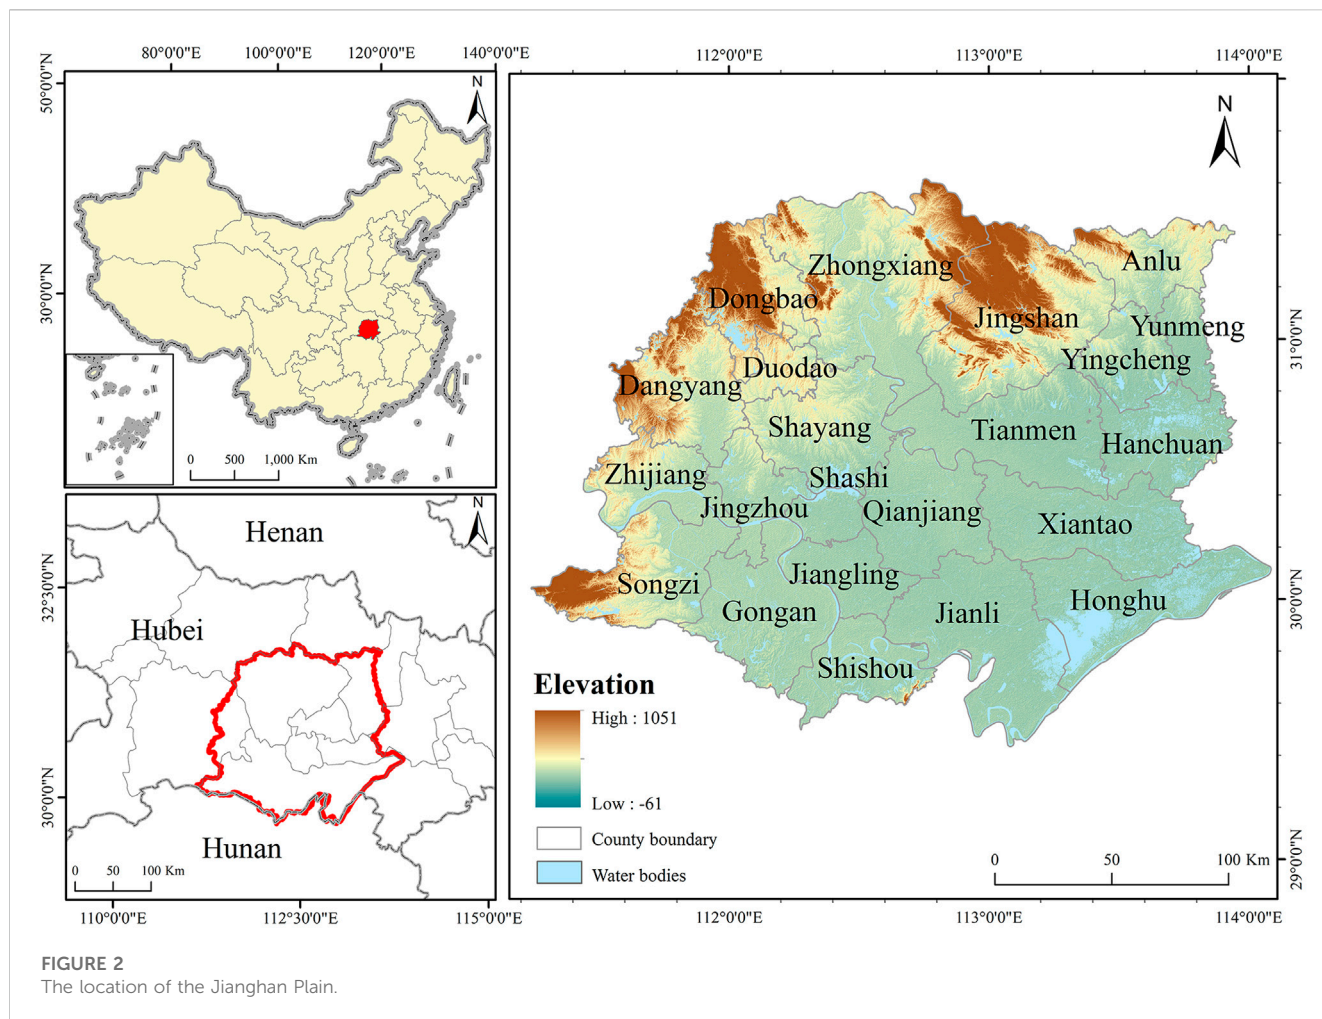 80°0'0"E 100°0'0"E 120°0'0"E 140°0'0"E
50°0'0"N
30°0'0"N
N
0 500 1,000 Km
N
Henan
Hubei
Hunan
32°30'0"N
30°0'0"N
0 50 100 Km
110°0'0"E 112°30'0"E 115°0'0"E
112°0'0"E 113°0'0"E 114°0'0"E
N
Zhongxiang
Anlu
Dongbao
Jingshan
Yunmeng
Yingcheng
Duodao
Dangyang
Shayang
Tianmen
Hanchuan
Zhijiang
Shashi
Jingzhou
Qianjiang
Xiantao
Songzi
Jiangling
Gongan
Jianli
Honghu
Shishou
31°0'0"N
30°0'0"N
29°0'0"N
Elevation
High : 1051
Low : -61
County boundary
Water bodies
0 50 100 Km
112°0'0"E 113°0'0"E 114°0'0"E
FIGURE 2
The location of the Jianghan Plain.